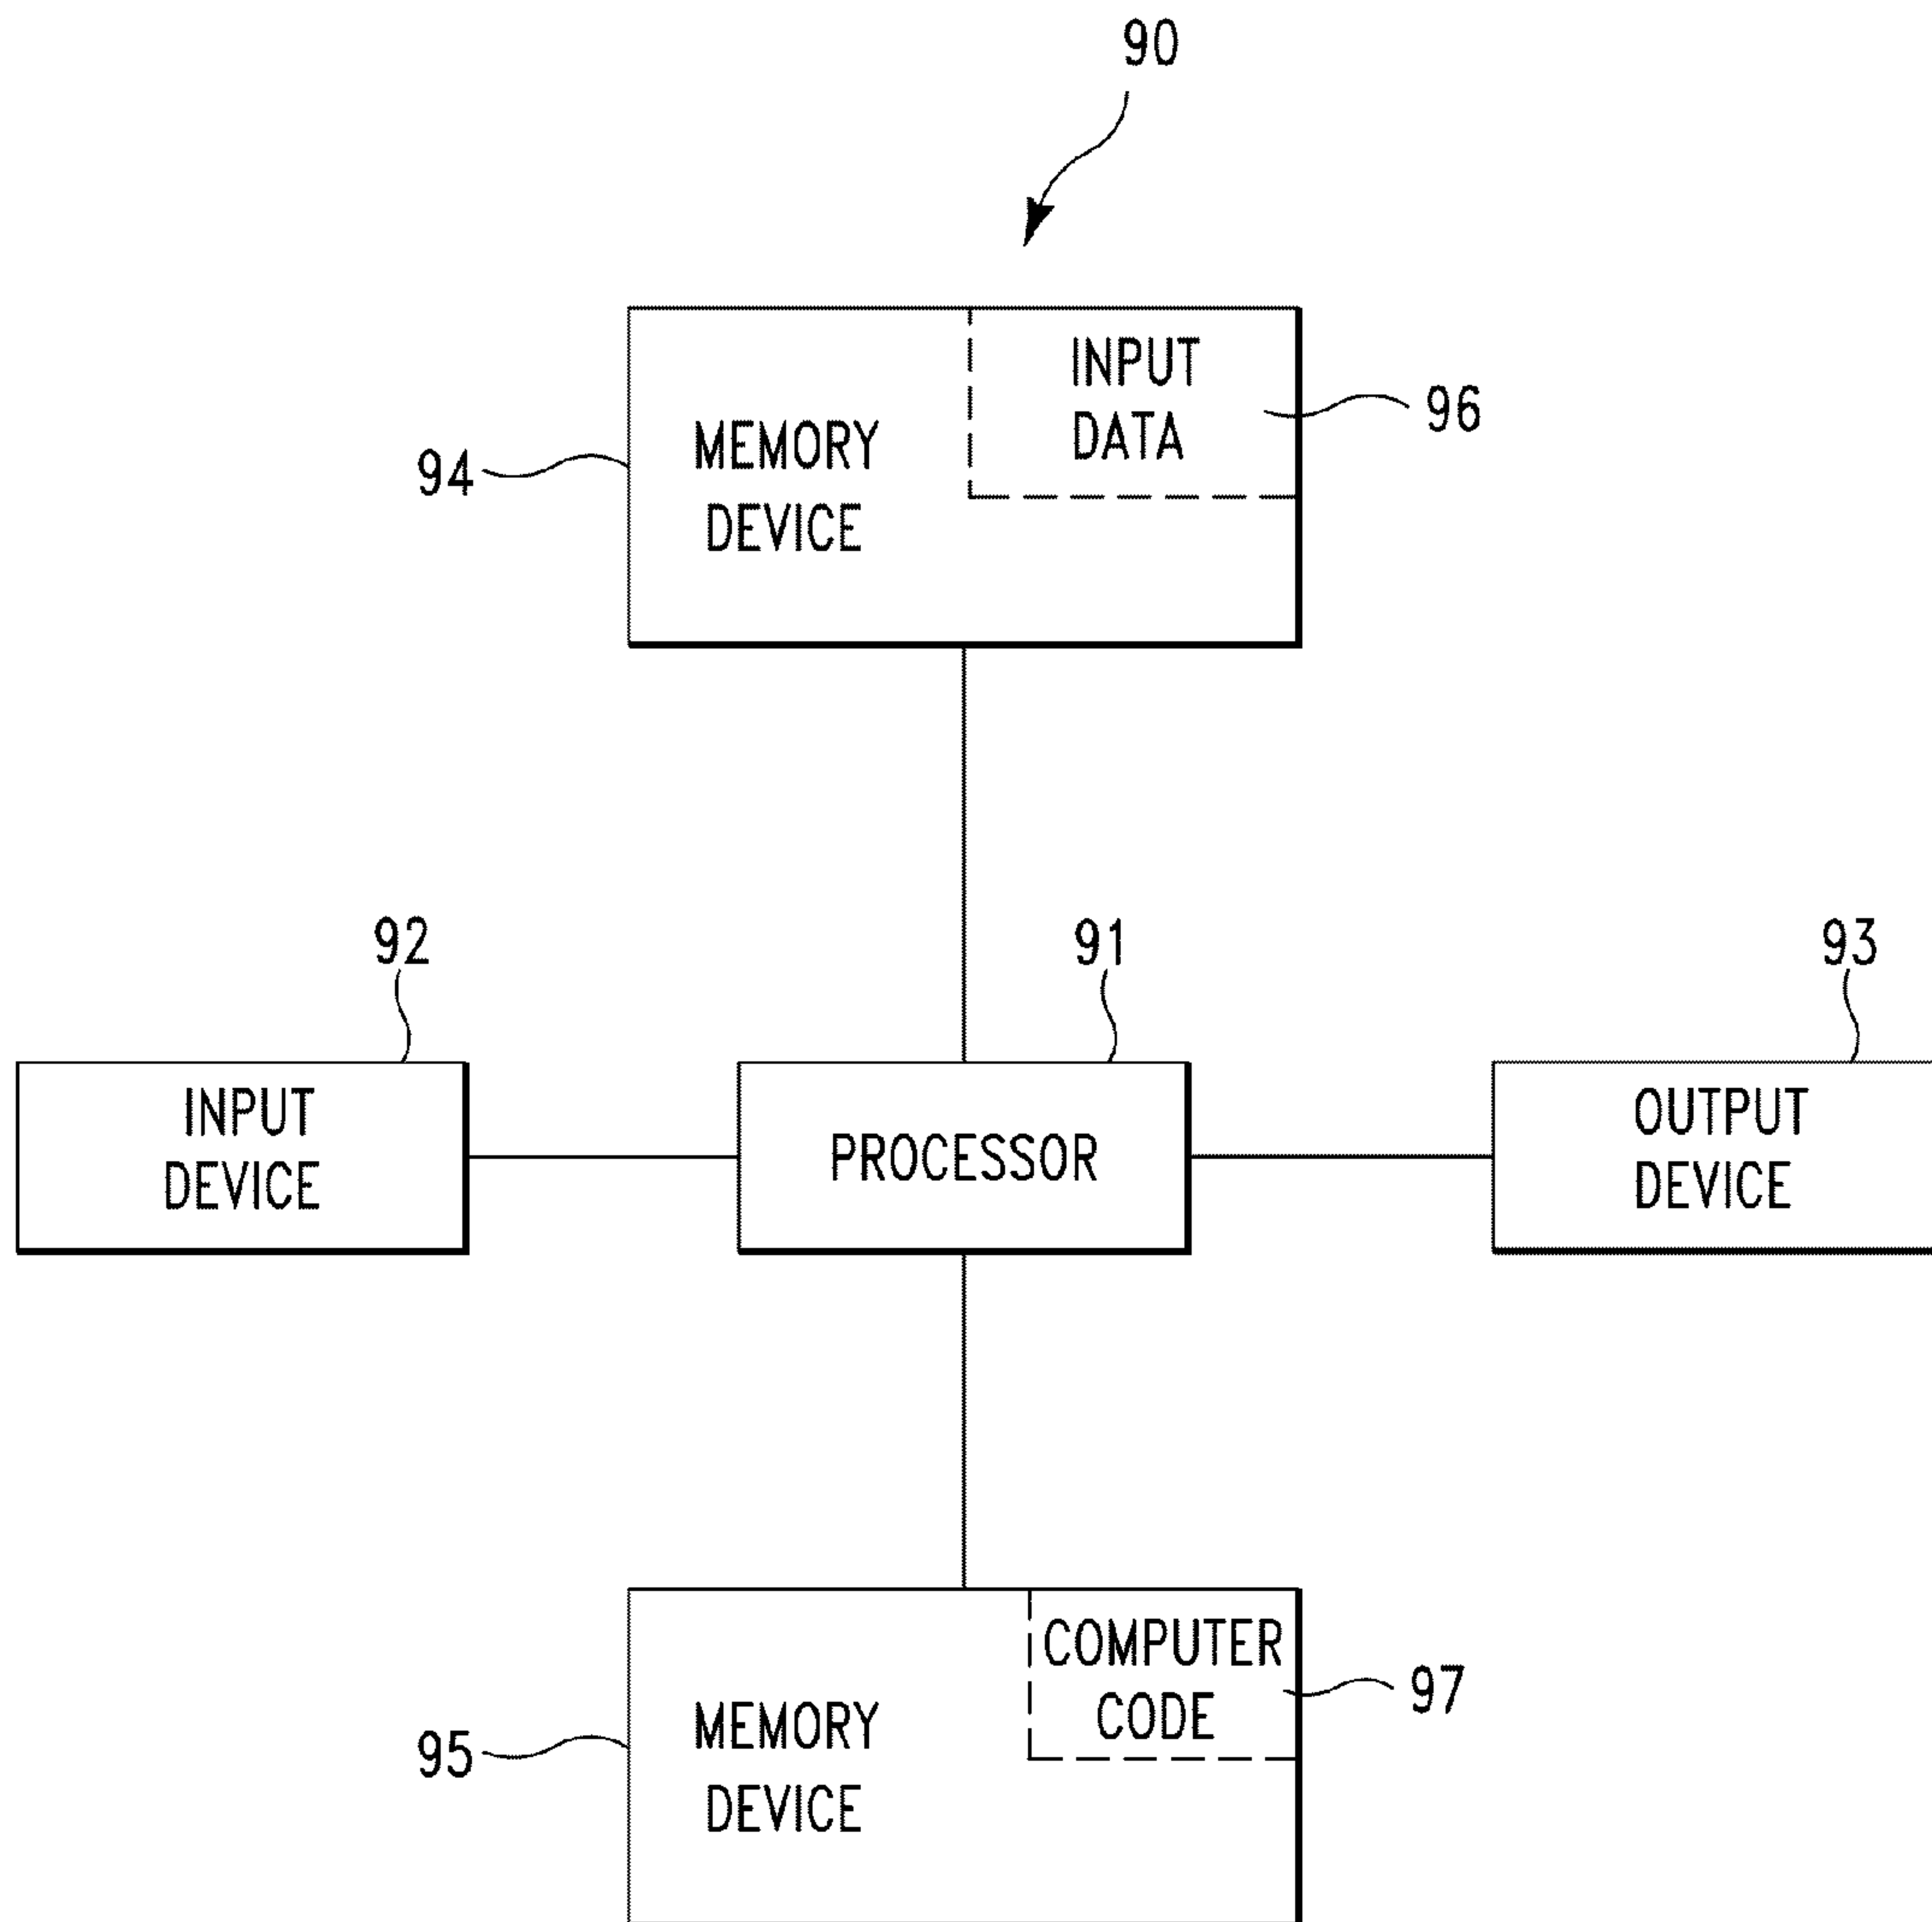 90
INPUT
DATA
96
MEMORY
DEVICE
94
92
91
93
INPUT
DEVICE
PROCESSOR
OUTPUT
DEVICE
COMPUTER
CODE
97
MEMORY
DEVICE
95